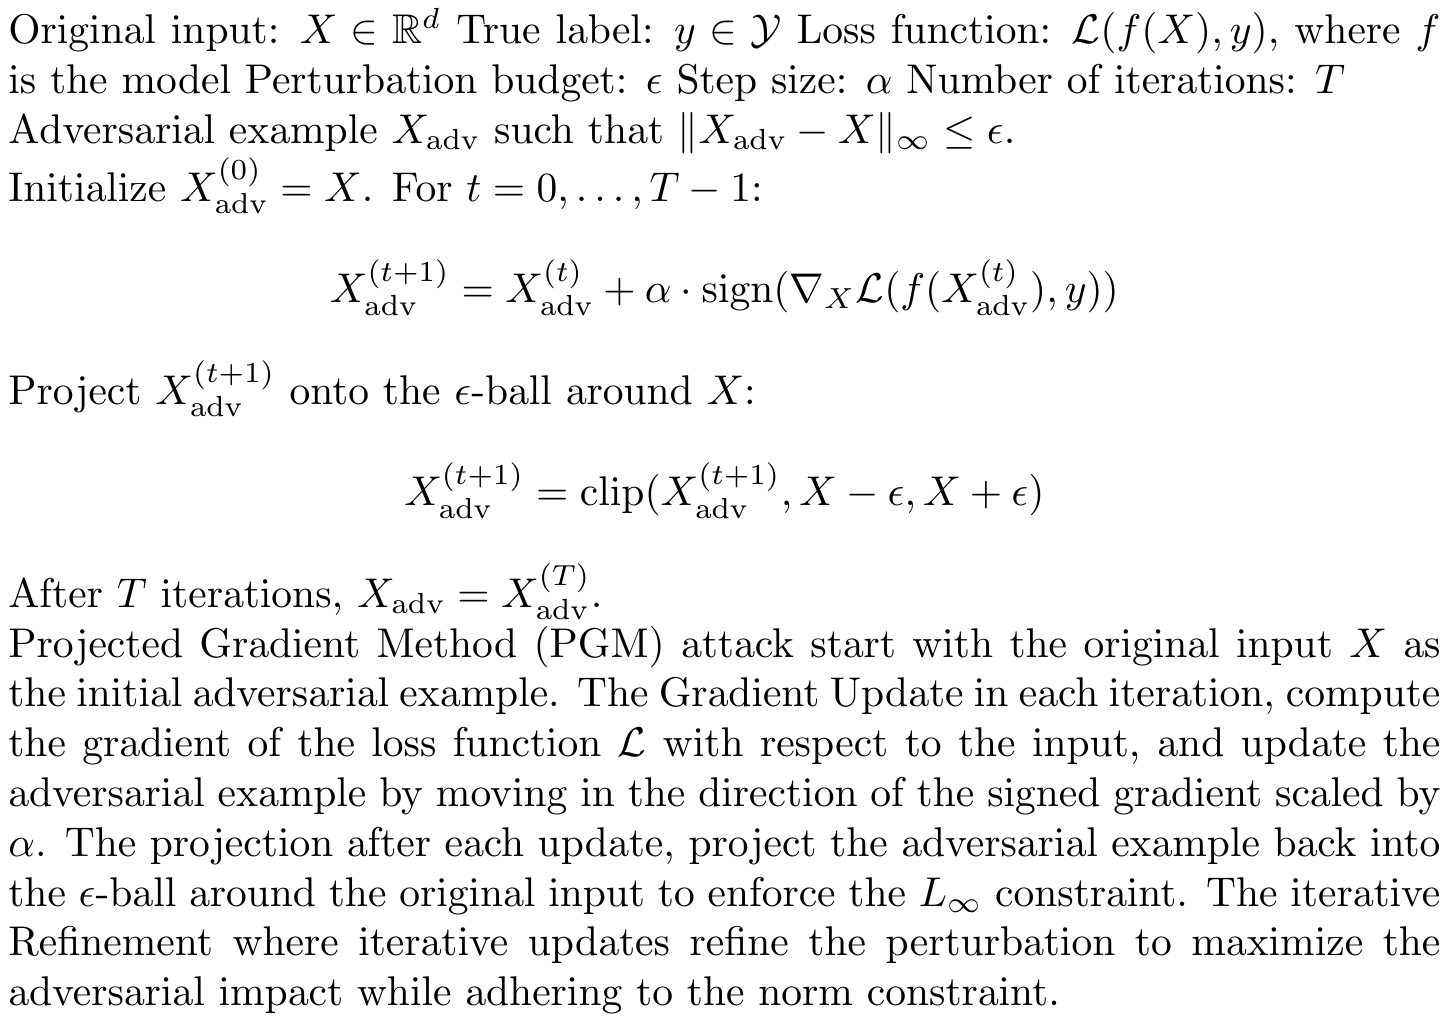 Original input: $X \in \mathbb{R}^d$ True label: $y \in \mathcal{Y}$ Loss function: $\mathcal{L}(f(X), y)$, where $f$
is the model Perturbation budget: $\epsilon$ Step size: $\alpha$ Number of iterations: $T$
Adversarial example $X_{\text{adv}}$ such that $\|X_{\text{adv}} - X\|_\infty \leq \epsilon$.
Initialize $X_{\text{adv}}^{(0)} = X$. For $t = 0, \ldots, T - 1$:
$X_{\text{adv}}^{(t+1)} = X_{\text{adv}}^{(t)} + \alpha \cdot \text{sign}(\nabla_X \mathcal{L}(f(X_{\text{adv}}^{(t)}), y))$
Project $X_{\text{adv}}^{(t+1)}$ onto the $\epsilon$-ball around $X$:
$X_{\text{adv}}^{(t+1)} = \text{clip}(X_{\text{adv}}^{(t+1)}, X - \epsilon, X + \epsilon)$
After $T$ iterations, $X_{\text{adv}} = X_{\text{adv}}^{(T)}$.
Projected Gradient Method (PGM) attack start with the original input $X$ as
the initial adversarial example. The Gradient Update in each iteration, compute
the gradient of the loss function $\mathcal{L}$ with respect to the input, and update the
adversarial example by moving in the direction of the signed gradient scaled by
$\alpha$. The projection after each update, project the adversarial example back into
the $\epsilon$-ball around the original input to enforce the $L_\infty$ constraint. The iterative
Refinement where iterative updates refine the perturbation to maximize the
adversarial impact while adhering to the norm constraint.